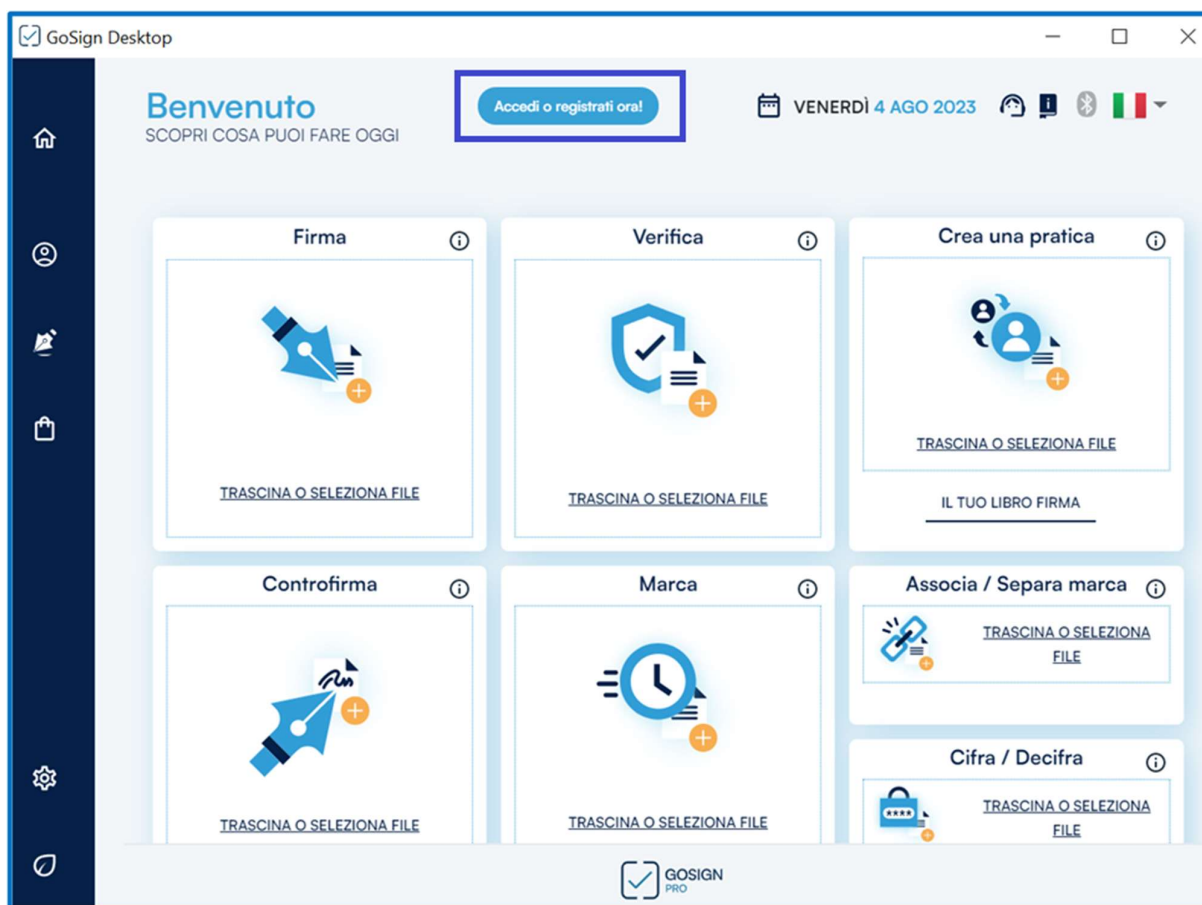 GoSign Desktop
Benvenuto
SCOPRI COSA PUOI FARE OGGI
Accedi o registrati ora!
VENERDÌ 4 AGO 2023
Firma
TRASCINA O SELEZIONA FILE
Verifica
TRASCINA O SELEZIONA FILE
Crea una pratica
TRASCINA O SELEZIONA FILE
IL TUO LIBRO FIRMA
Controfirma
TRASCINA O SELEZIONA FILE
Marca
TRASCINA O SELEZIONA FILE
Associa / Separa marca
TRASCINA O SELEZIONA
FILE
Cifra / Decifra
****
TRASCINA O SELEZIONA
FILE
GOSIGN
PRO